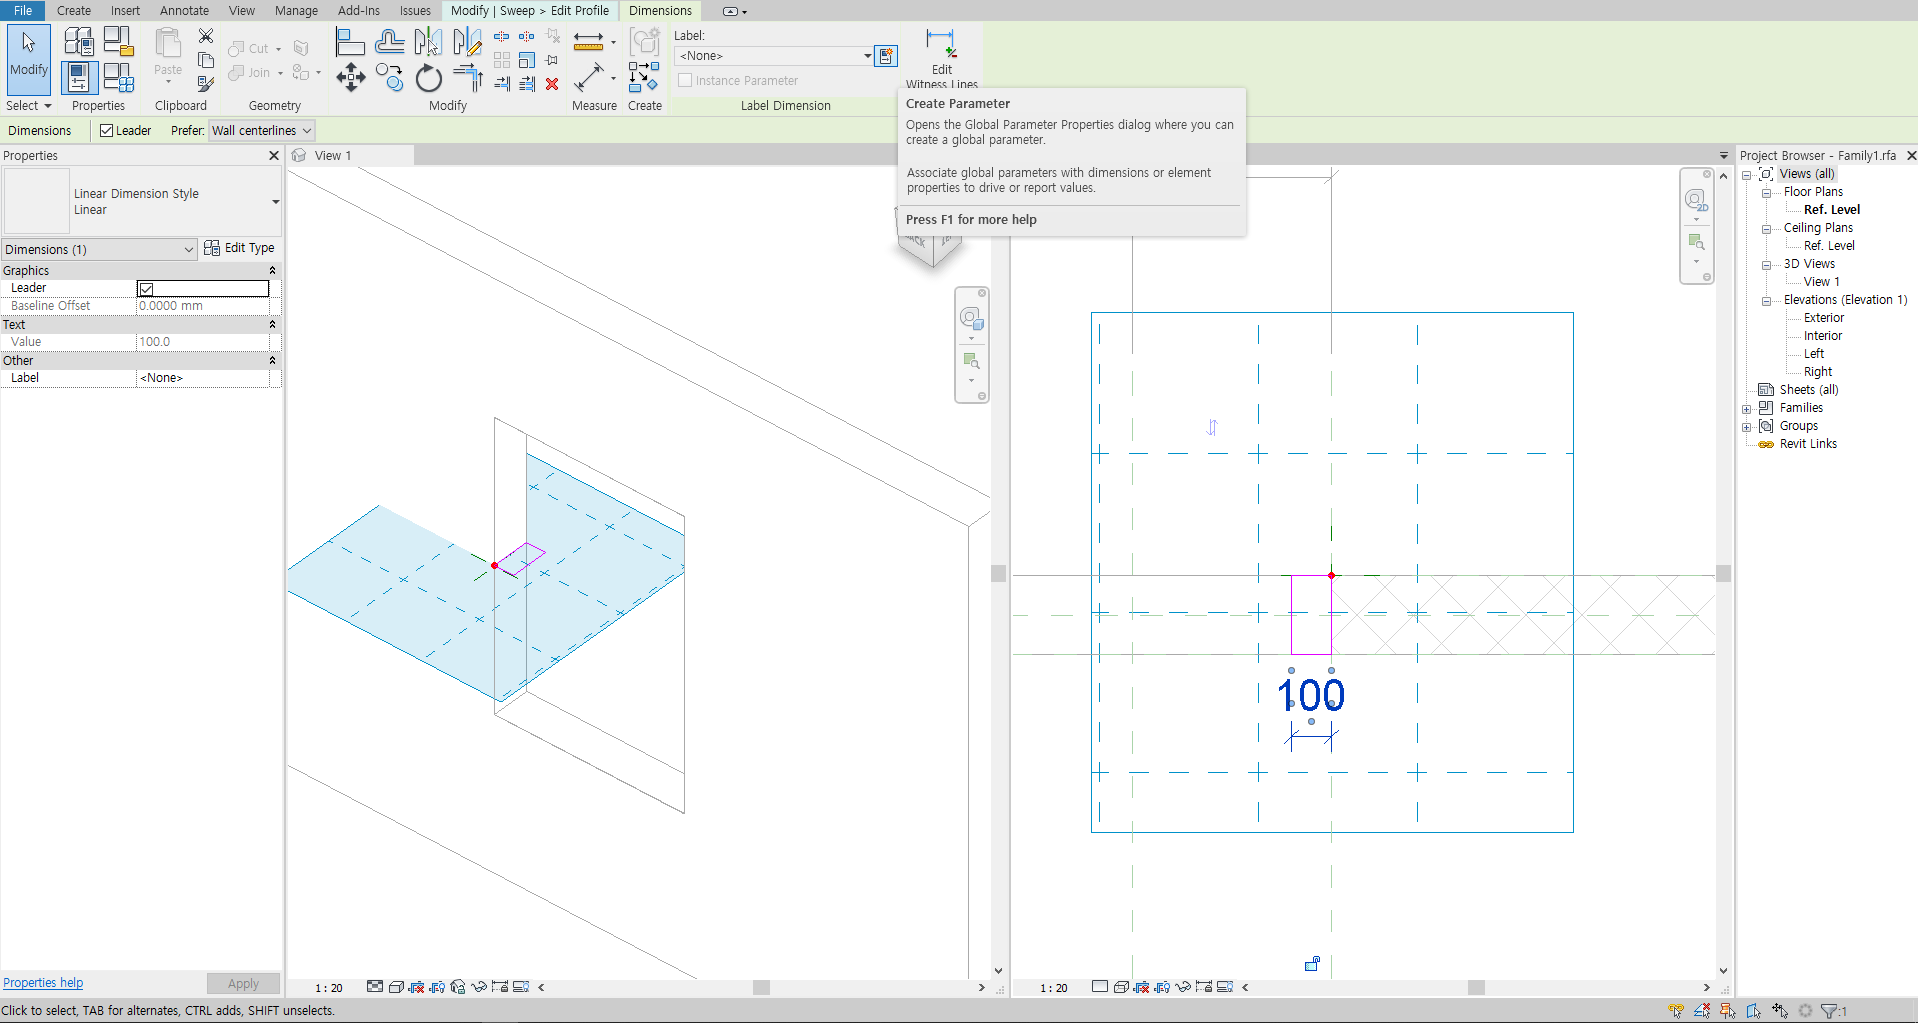 File Create Insert Annotate View Manage Add-Ins Issues Modify | Sweep > Edit Profile Dimensions
Modify
Select
Properties
Paste
Clipboard
Cut
Join
Geometry
Modify
Measure
Create
Label:
<None>
Instance Parameter
Label Dimension
Edit
Witness Lines
Dimensions Leader Prefer: Wall centerlines
Create Parameter
Opens the Global Parameter Properties dialog where you can
create a global parameter.
Associate global parameters with dimensions or element
properties to drive or report values.
Press F1 for more help
Properties
Linear Dimension Style
Linear
Dimensions (1) Edit Type
Graphics
Leader
Baseline Offset 0.0000 mm
Text
Value 100.0
Other
Label <None>
Properties help Apply
View 1
1 : 20
2D
100
1 : 20
Project Browser - Family1.rfa
Views (all)
Floor Plans
Ref. Level
Ceiling Plans
Ref. Level
3D Views
View 1
Elevations (Elevation 1)
Exterior
Interior
Left
Right
Sheets (all)
Families
Groups
Revit Links
Click to select, TAB for alternates, CTRL adds, SHIFT unselects.
:1